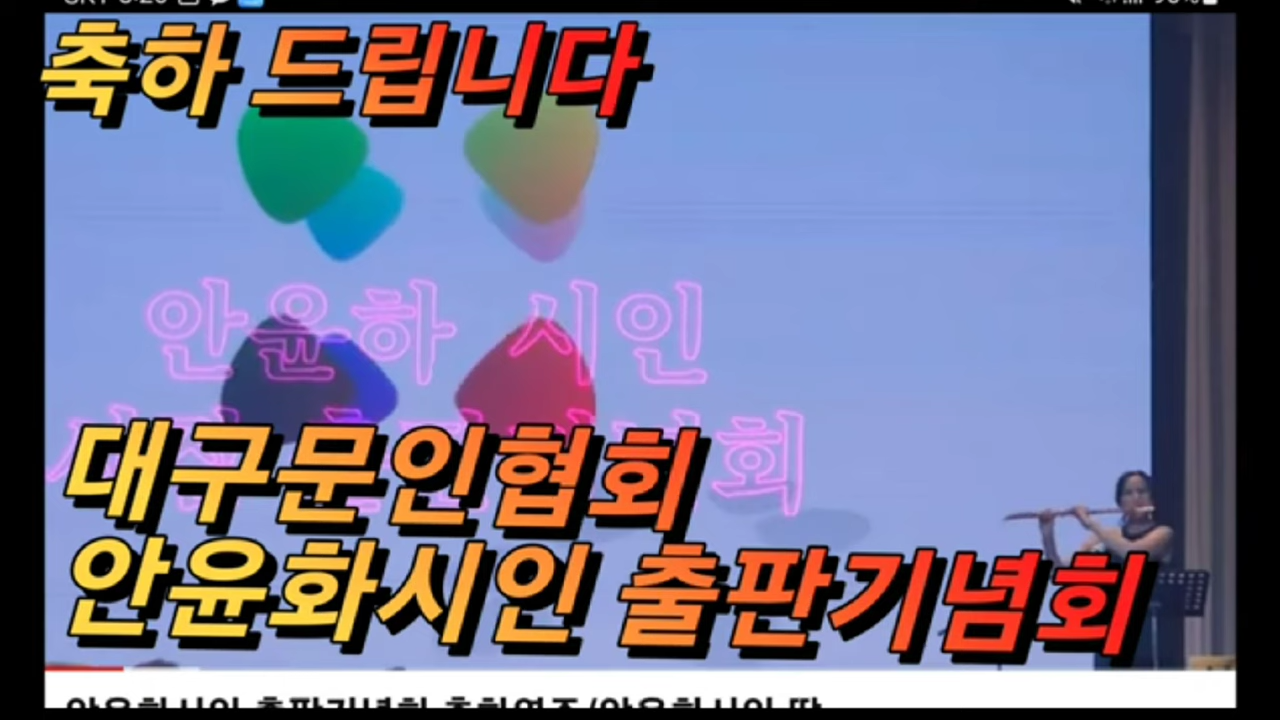 축하 드립니다
안윤하 시인
회
대구문인협회
안윤화시인 출판기념회